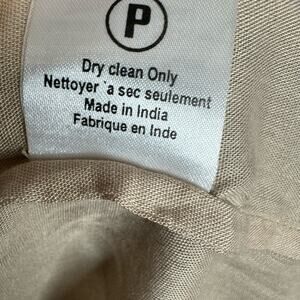 P
Dry clean Only
Nettoyer `a sec seulement
Made in India
Fabrique en Inde